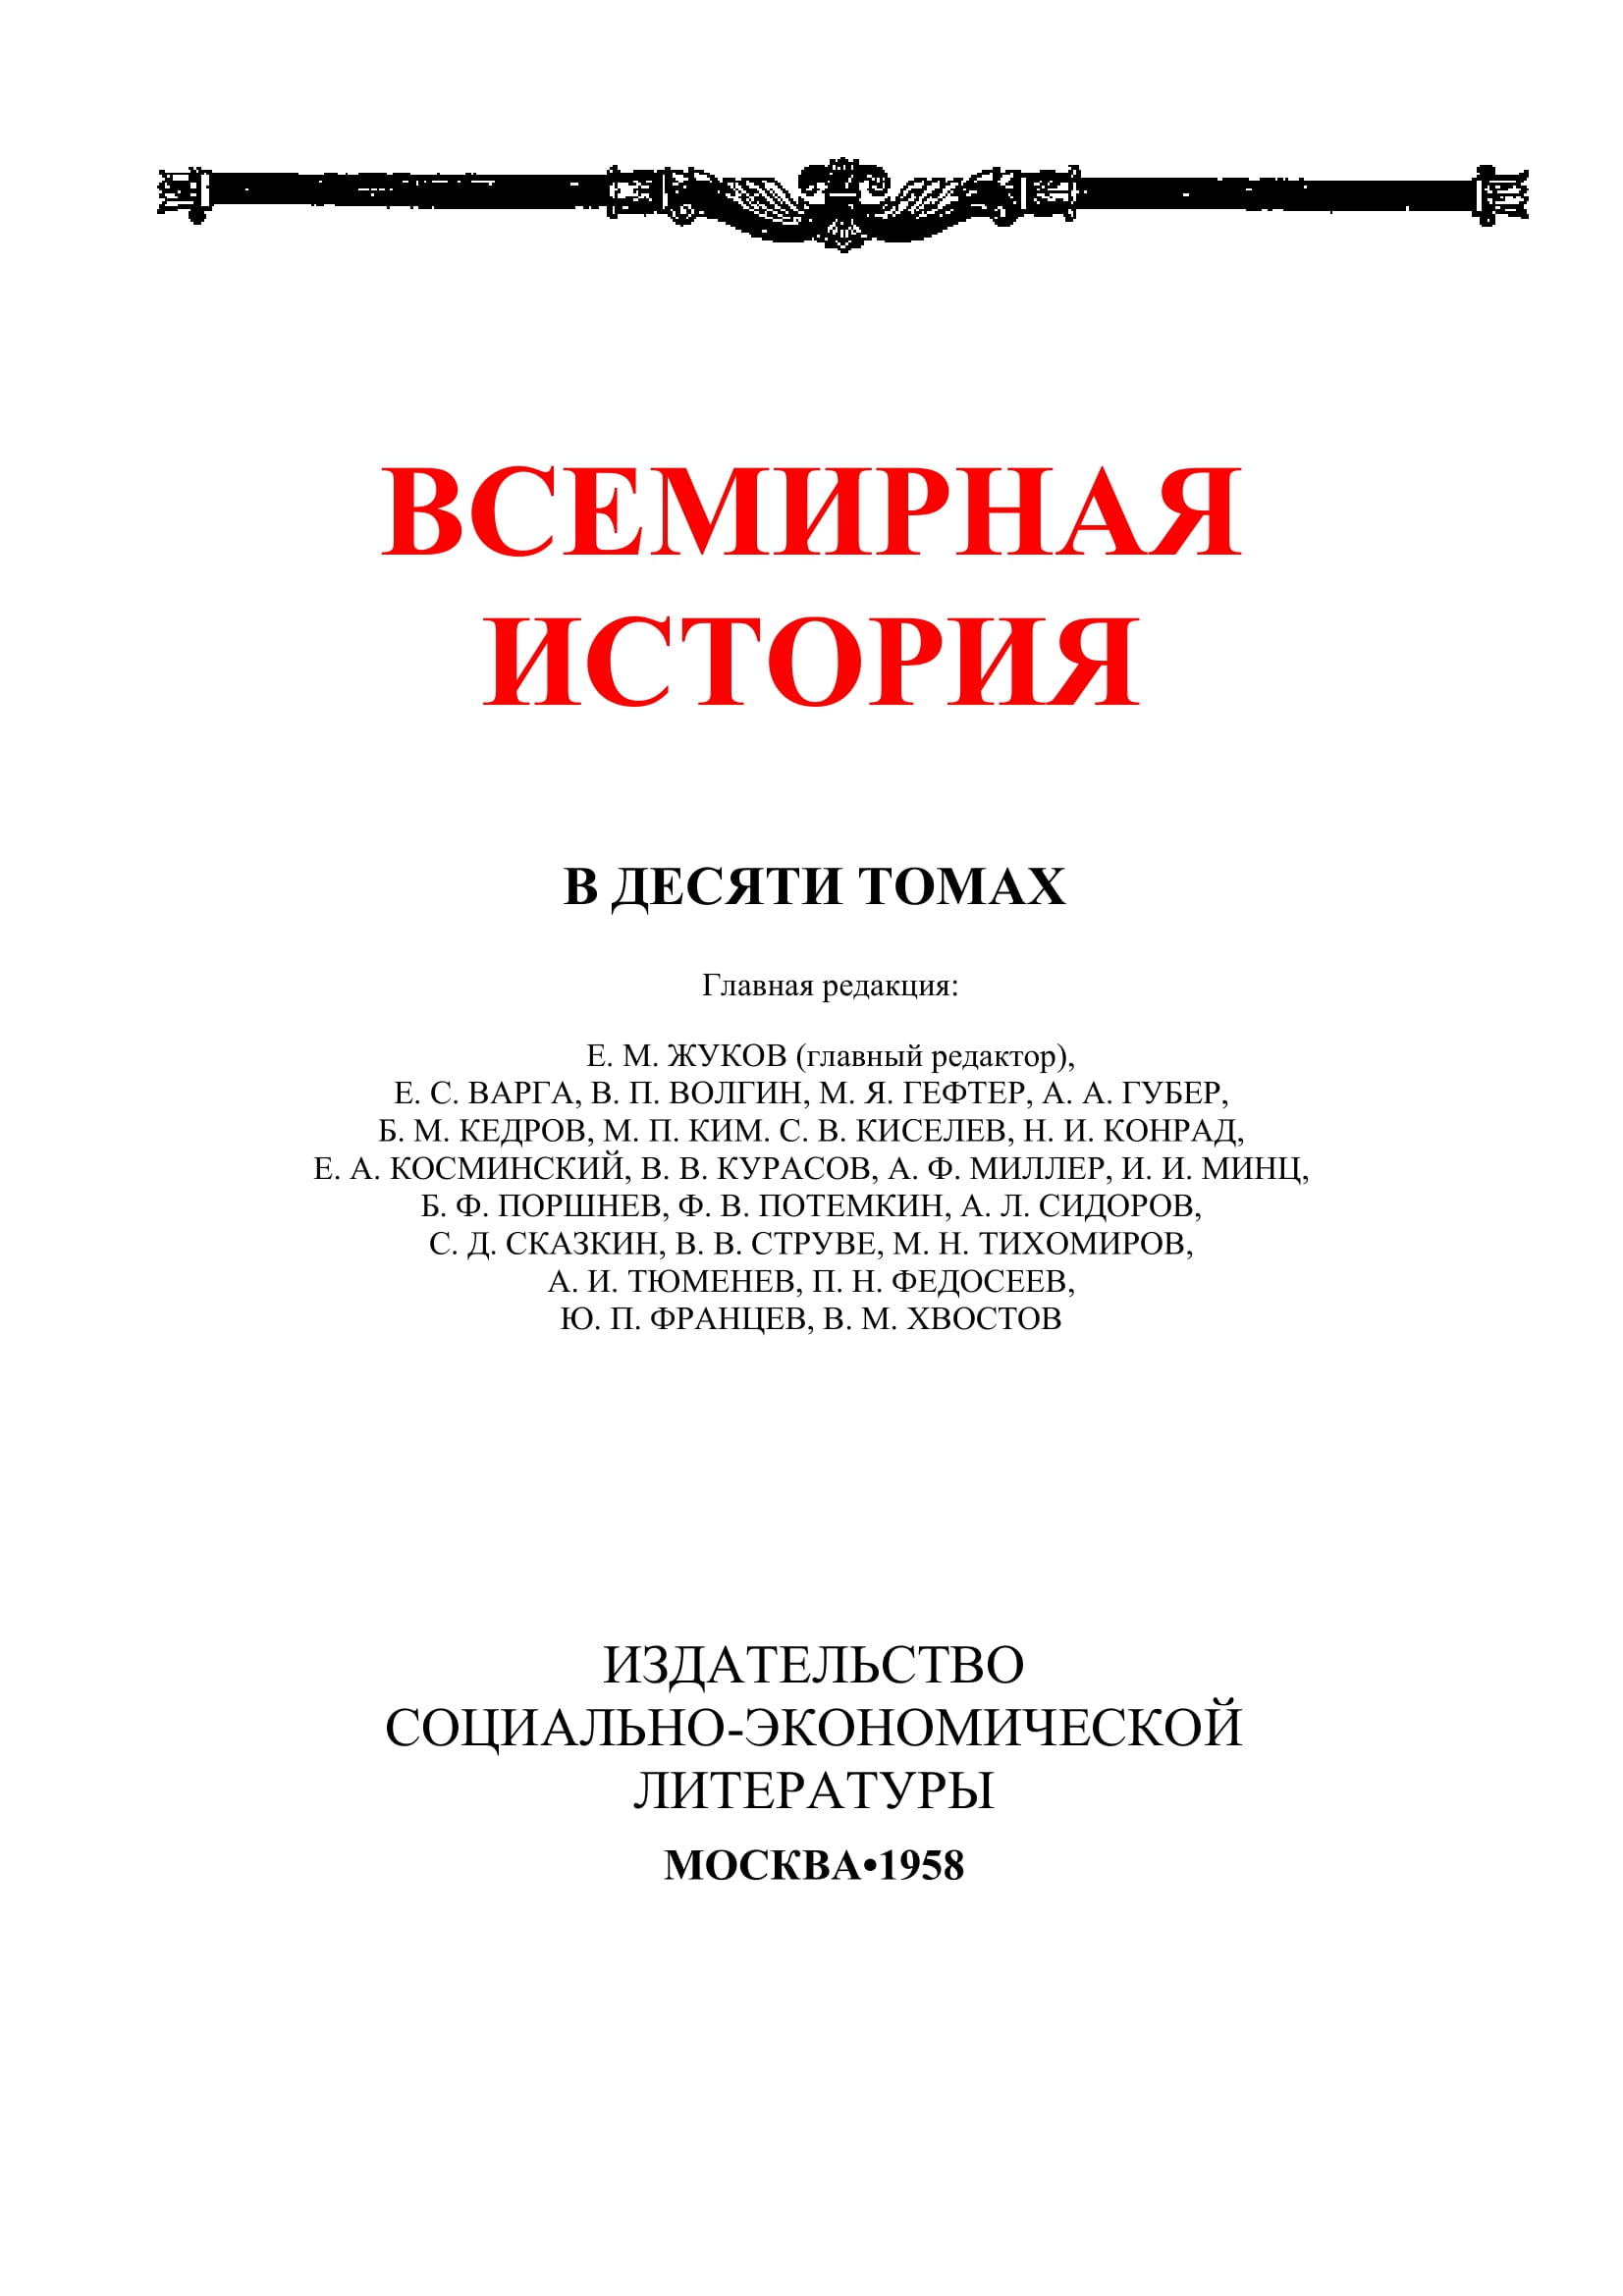 ВСЕМИРНАЯ
ИСТОРИЯ
В ДЕСЯТИ ТОМАХ
Главная редакция:
Е. М. ЖУКОВ (главный редактор),
Е. С. ВАРГА, В. П. ВОЛГИН, М. Я. ГЕФТЕР, А. А. ГУБЕР,
Б. М. КЕДРОВ, М. П. КИМ. С. В. КИСЕЛЕВ, Н. И. КОНРАД,
Е. А. КОСМИНСКИЙ, В. В. КУРАСОВ, А. Ф. МИЛЛЕР, И. И. МИНЦ,
Б. Ф. ПОРШНЕВ, Ф. В. ПОТЕМКИН, А. Л. СИДОРОВ,
С. Д. СКАЗКИН, В. В. СТРУВЕ, М. Н. ТИХОМИРОВ,
А. И. ТЮМЕНЕВ, П. Н. ФЕДОСЕЕВ,
Ю. П. ФРАНЦЕВ, В. М. ХВОСТОВ
ИЗДАТЕЛЬСТВО
СОЦИАЛЬНО-ЭКОНОМИЧЕСКОЙ
ЛИТЕРАТУРЫ
МОСКВА•1958